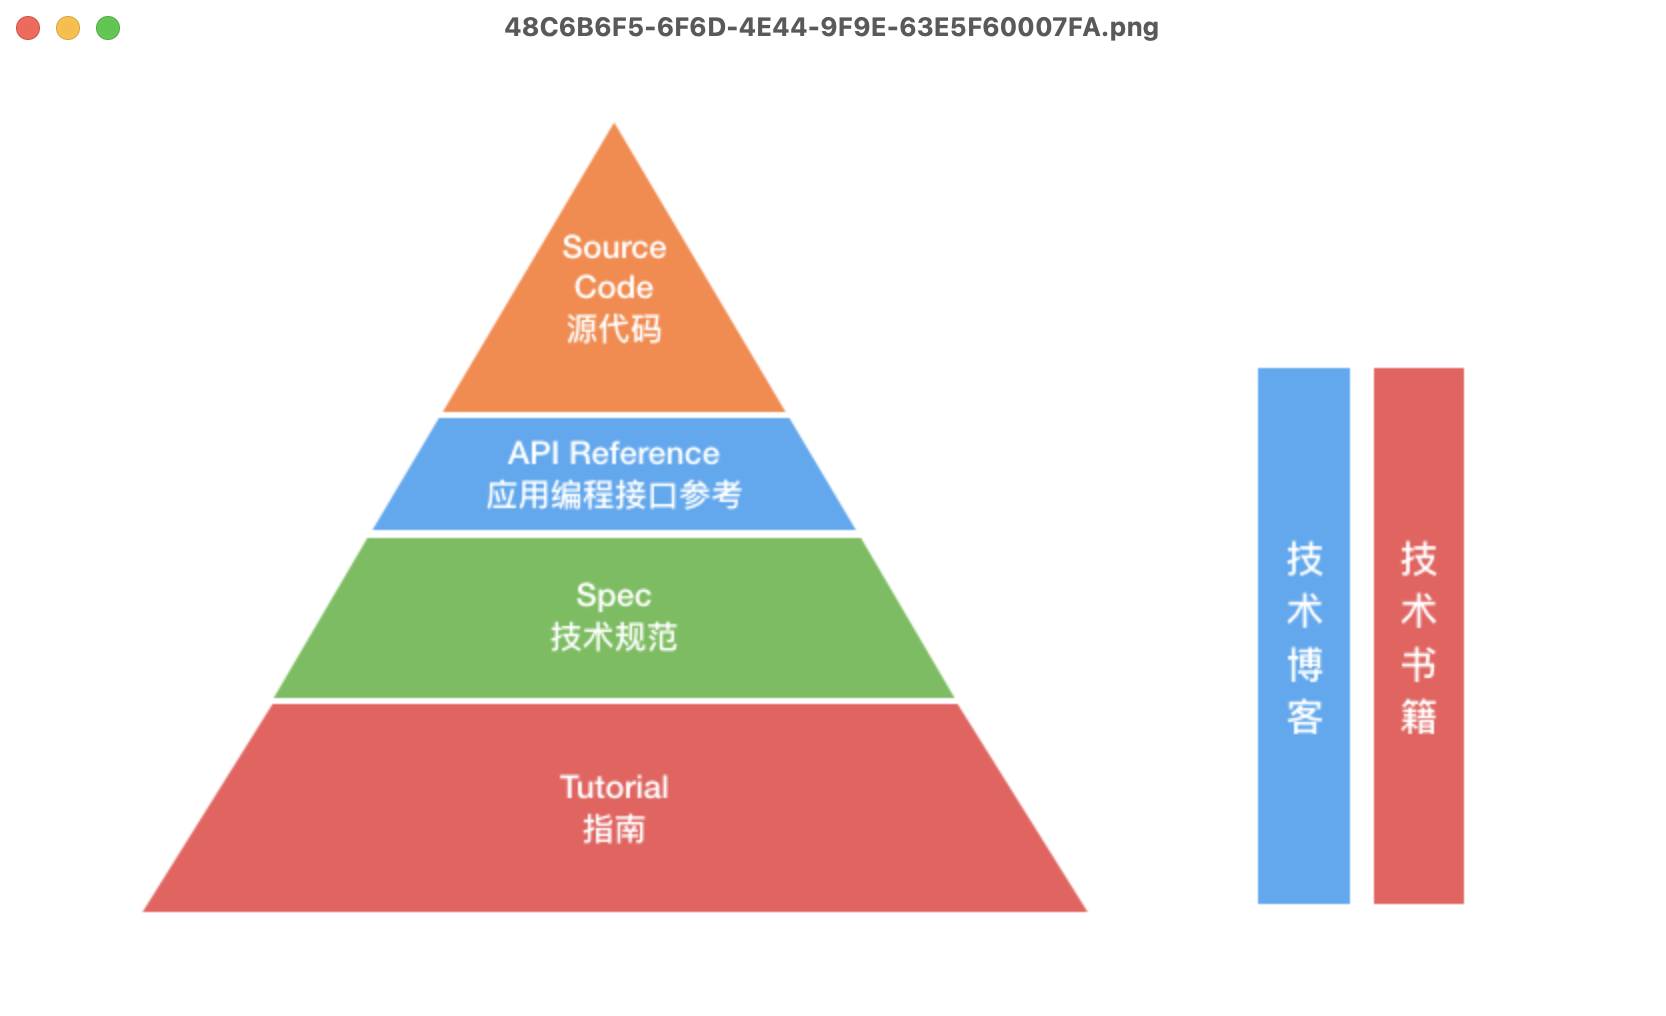 48C6B6F5-6F6D-4E44-9F9E-63E5F60007FA.png
Source
Code
源代码
API Reference
应用编程接口参考
Spec
技术规范
Tutorial
指南
技术博客
技术书籍